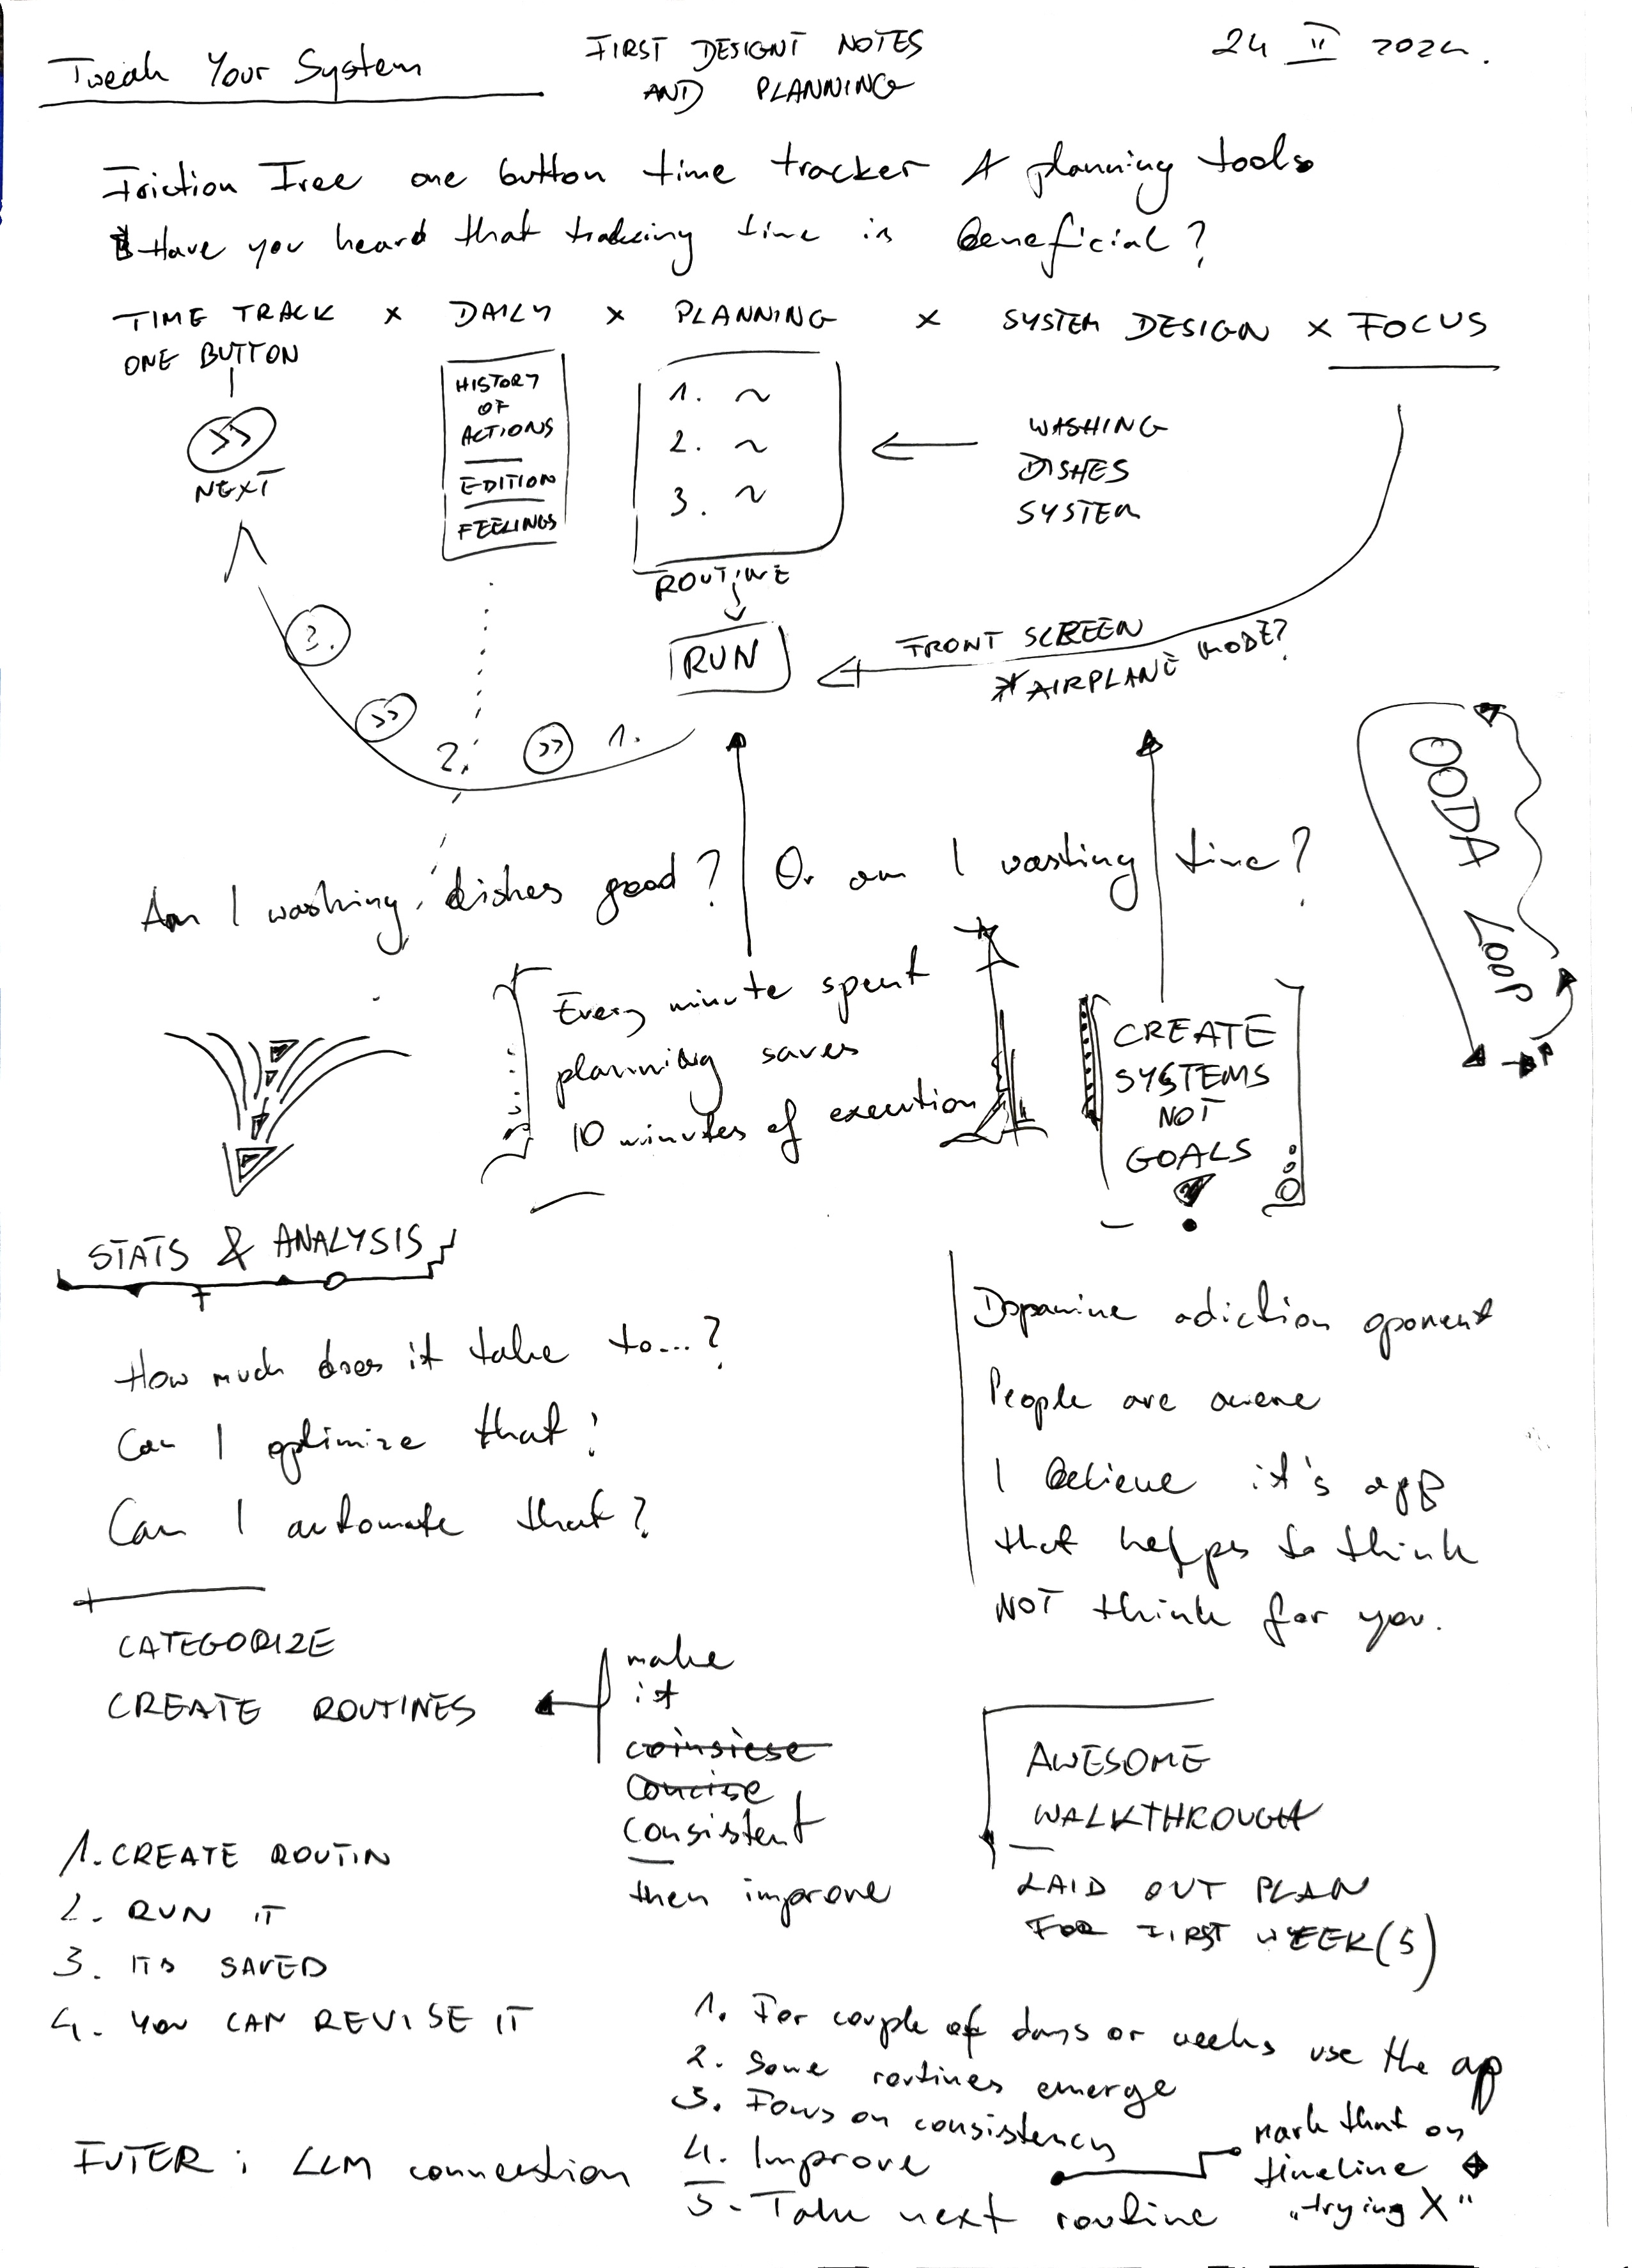 Tweak Your System
FIRST DESIGNT NOTES
AND PLANNING
24 II 2024.
Friction Free one button time tracker & planning tools
Have you heard that tracking time is beneficial?
TIME TRACK x DAILY x PLANNING x SYSTEM DESIGN x FOCUS
ONE BUTTON
>>
NEXT
HISTORY
OF
ACTIONS
EDITION
FEELINGS
1. ~
2. ~
3. ~
ROUTINE
RUN
WASHING
DISHES
SYSTEM
FRONT SCREEN
* AIRPLANE MODE?
3.
>>
2.
>>
1.
OODA LOOP
Am I washing dishes good? Or am I wasting time?
Every minute spent
planning saves
10 minutes of execution
CREATE
SYSTEMS
NOT
GOALS
!
STATS & ANALYSIS
How much does it take to...?
Can I optimize that?
Can I automate that?
Dopamine adiction oponent
People are
I believe it's app
that helps to think
NOT think for you.
CATEGORIZE
CREATE ROUTINES
make
it
coinsiese
Concise
consistent
then improve
AWESOME
WALKTHROUGH
LAID OUT PLAN
FOR FIRST WEEK(S)
1. CREATE ROUTIN
2. RUN IT
3. ITS SAVED
4. YOU CAN REVISE IT
1. For couple of days or weeks use the app
2. Some routines emerge
3. Focus on consistency
4. Improve
5. Take next routine
mark that on
timeline
„trying X"
FUTER: LLM connection